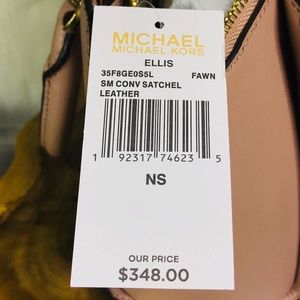 MICHAEL
MICHAEL KORS
ELLIS
35F8GE0S5L FAWN
SM CONV SATCHEL
LEATHER
1 92317 74623 5
NS
OUR PRICE
$348.00